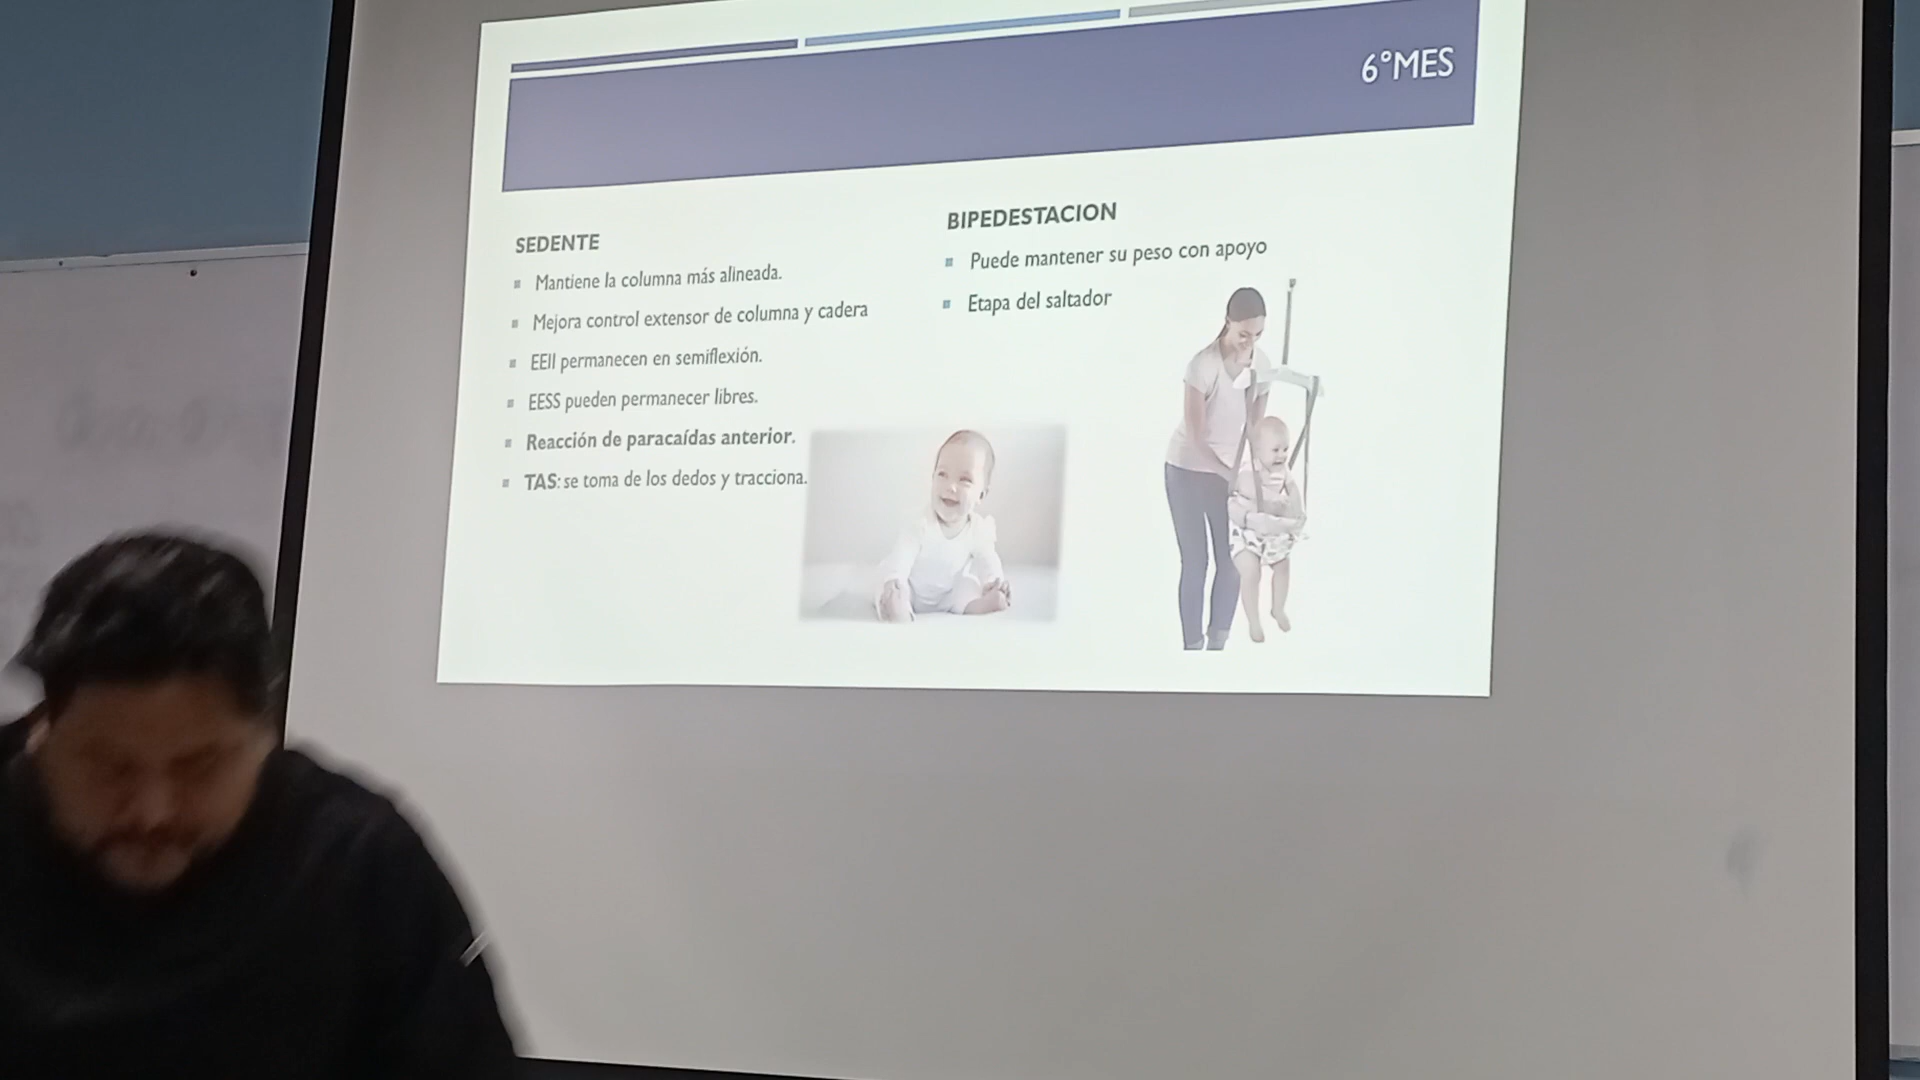 6°MES
SEDENTE
Mantiene la columna más alineada.
Mejora control extensor de columna y cadera
EEII permanecen en semiflexión.
EESS pueden permanecer libres.
Reacción de paracaídas anterior.
TAS: se toma de los dedos y tracciona.
BIPEDESTACION
Puede mantener su peso con apoyo
Etapa del saltador